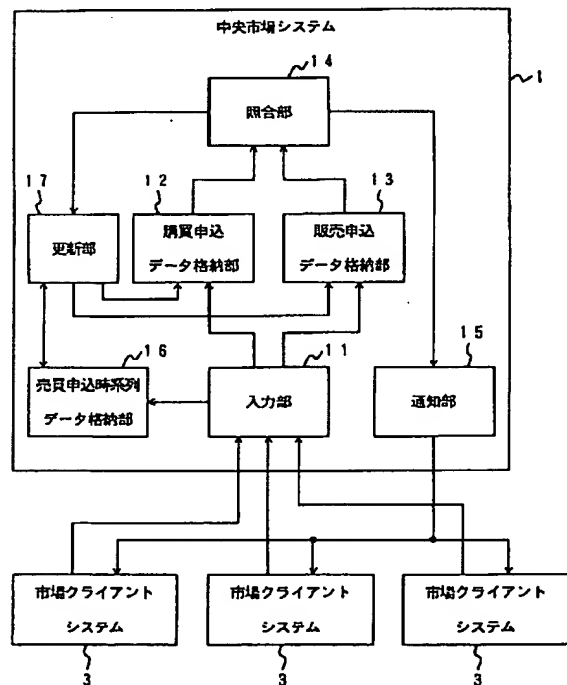 中央市場システム
1
14
照合部
17
更新部
12
購買申込
データ格納部
13
販売申込
データ格納部
16
売買申込時系列
データ格納部
11
入力部
15
通知部
市場クライアント
システム
3
市場クライアント
システム
3
市場クライアント
システム
3